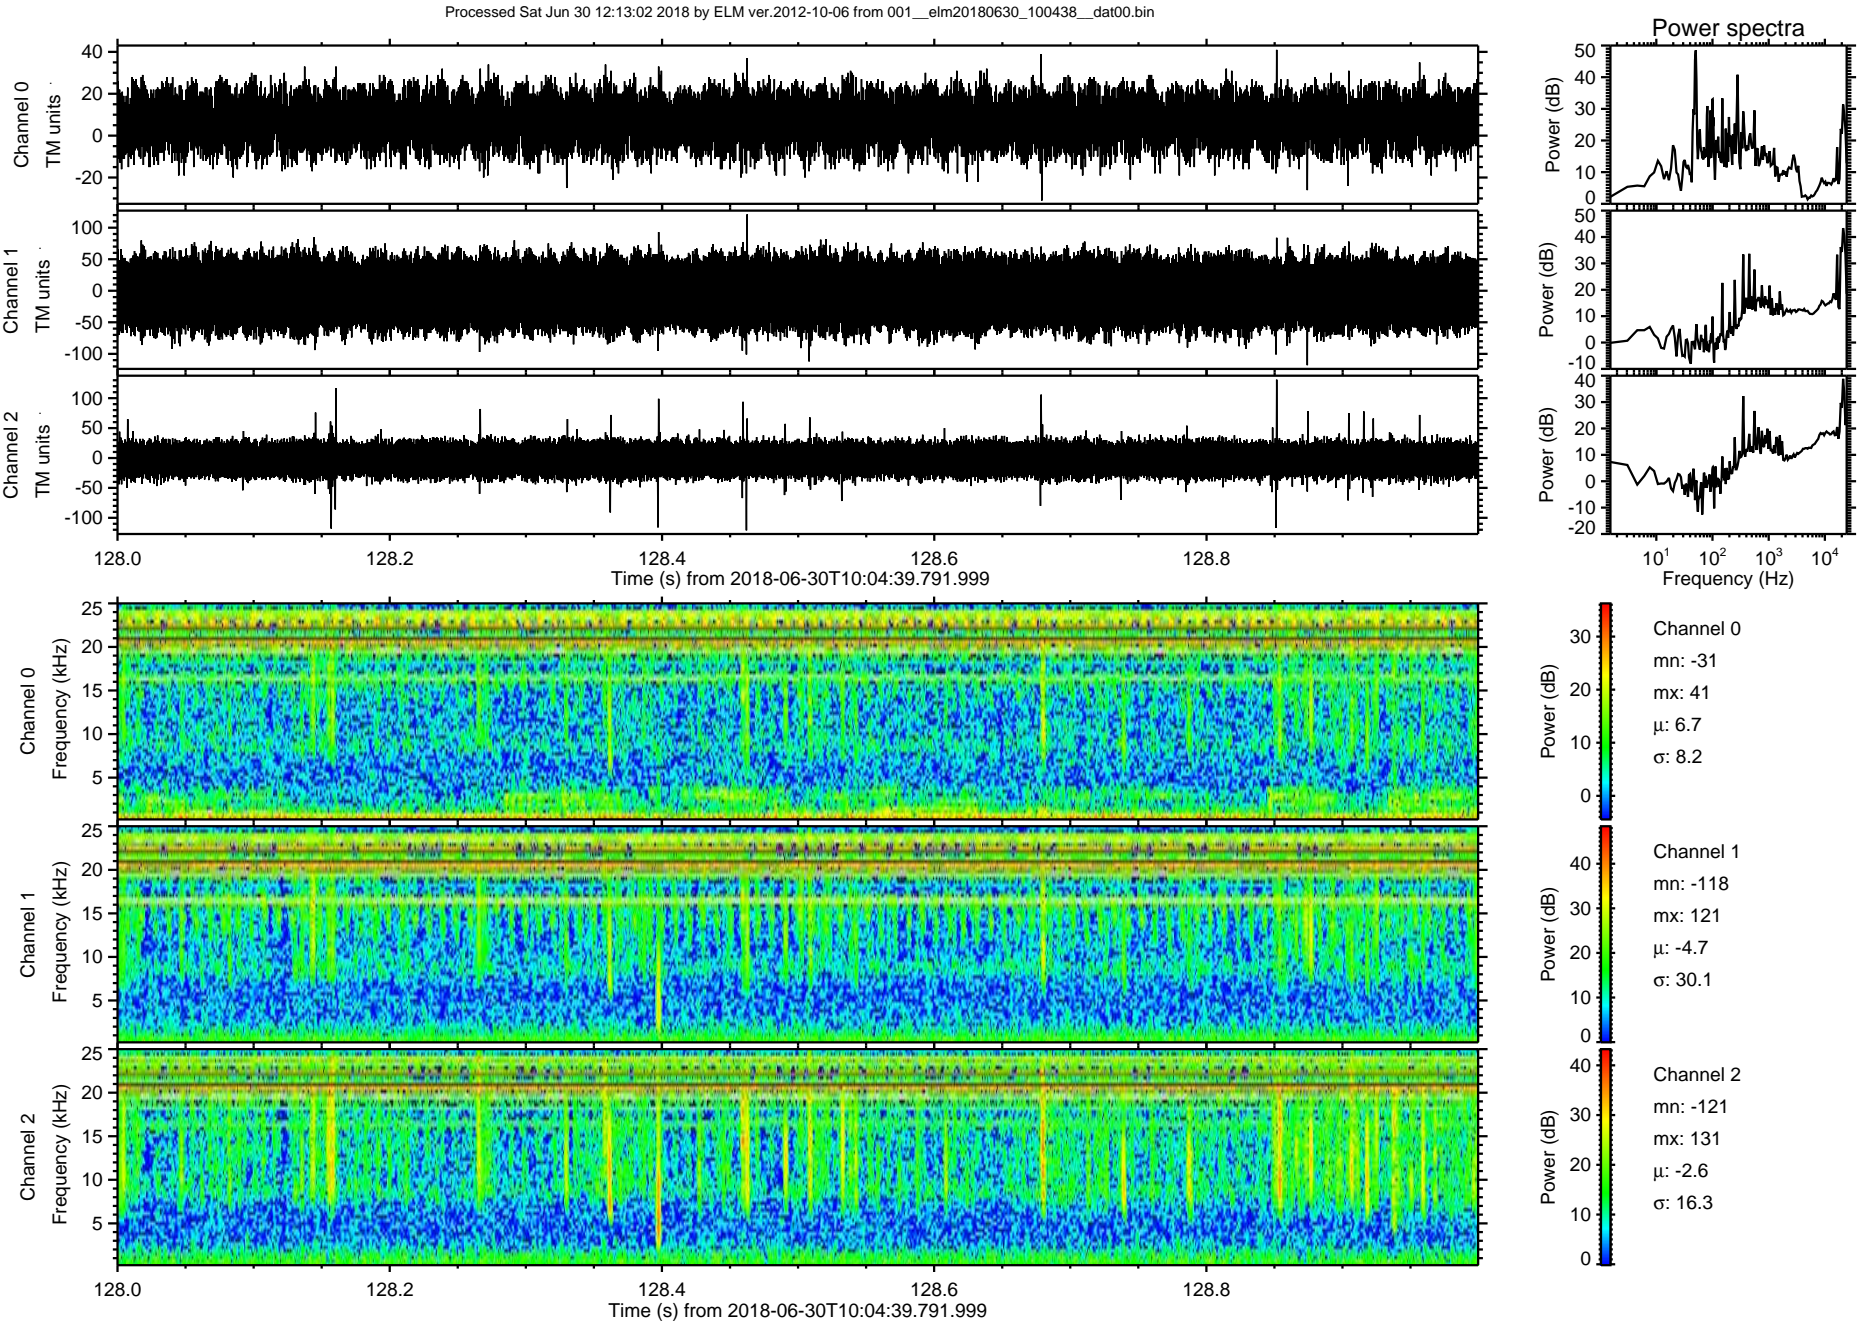 Processed Sat Jun 30 12:13:02 2018 by ELM ver.2012-10-06 from 001__elm20180630_100438__dat00.bin
Power spectra
Channel 0
TM units
40
20
0
-20
Power (dB)
50
40
30
20
10
0
Channel 1
TM units
100
50
0
-50
-100
Power (dB)
50
40
30
20
10
0
-10
Channel 2
TM units
100
50
0
-50
-100
Power (dB)
40
30
20
10
0
-10
-20
128.0 128.2 128.4 128.6 128.8
Time (s) from 2018-06-30T10:04:39.791.999
10¹ 10² 10³ 10⁴
Frequency (Hz)
Channel 0
Frequency (kHz)
25
20
15
10
5
Power (dB)
30
20
10
0
Channel 0
mn: -31
mx: 41
μ: 6.7
σ: 8.2
Channel 1
Frequency (kHz)
25
20
15
10
5
Power (dB)
40
30
20
10
0
Channel 1
mn: -118
mx: 121
μ: -4.7
σ: 30.1
Channel 2
Frequency (kHz)
25
20
15
10
5
Power (dB)
40
30
20
10
0
Channel 2
mn: -121
mx: 131
μ: -2.6
σ: 16.3
128.0 128.2 128.4 128.6 128.8
Time (s) from 2018-06-30T10:04:39.791.999